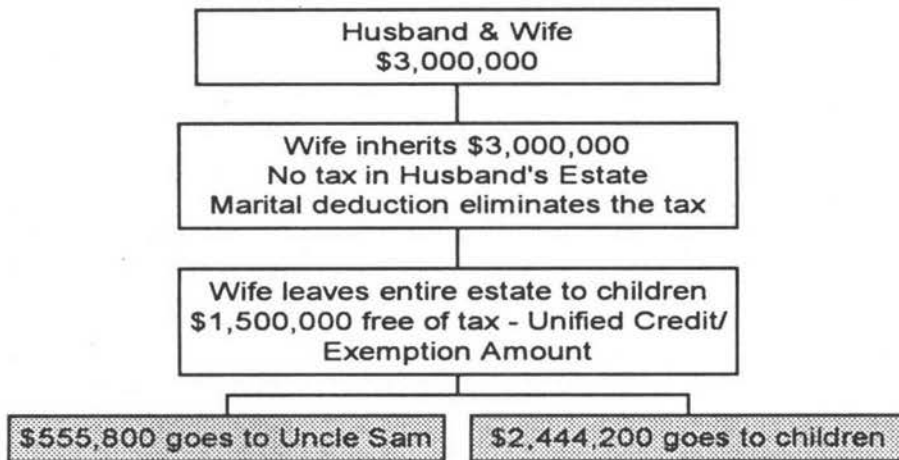 Husband & Wife
$3,000,000
Wife inherits $3,000,000
No tax in Husband's Estate
Marital deduction eliminates the tax
Wife leaves entire estate to children
$1,500,000 free of tax - Unified Credit/
Exemption Amount
$555,800 goes to Uncle Sam
$2,444,200 goes to children